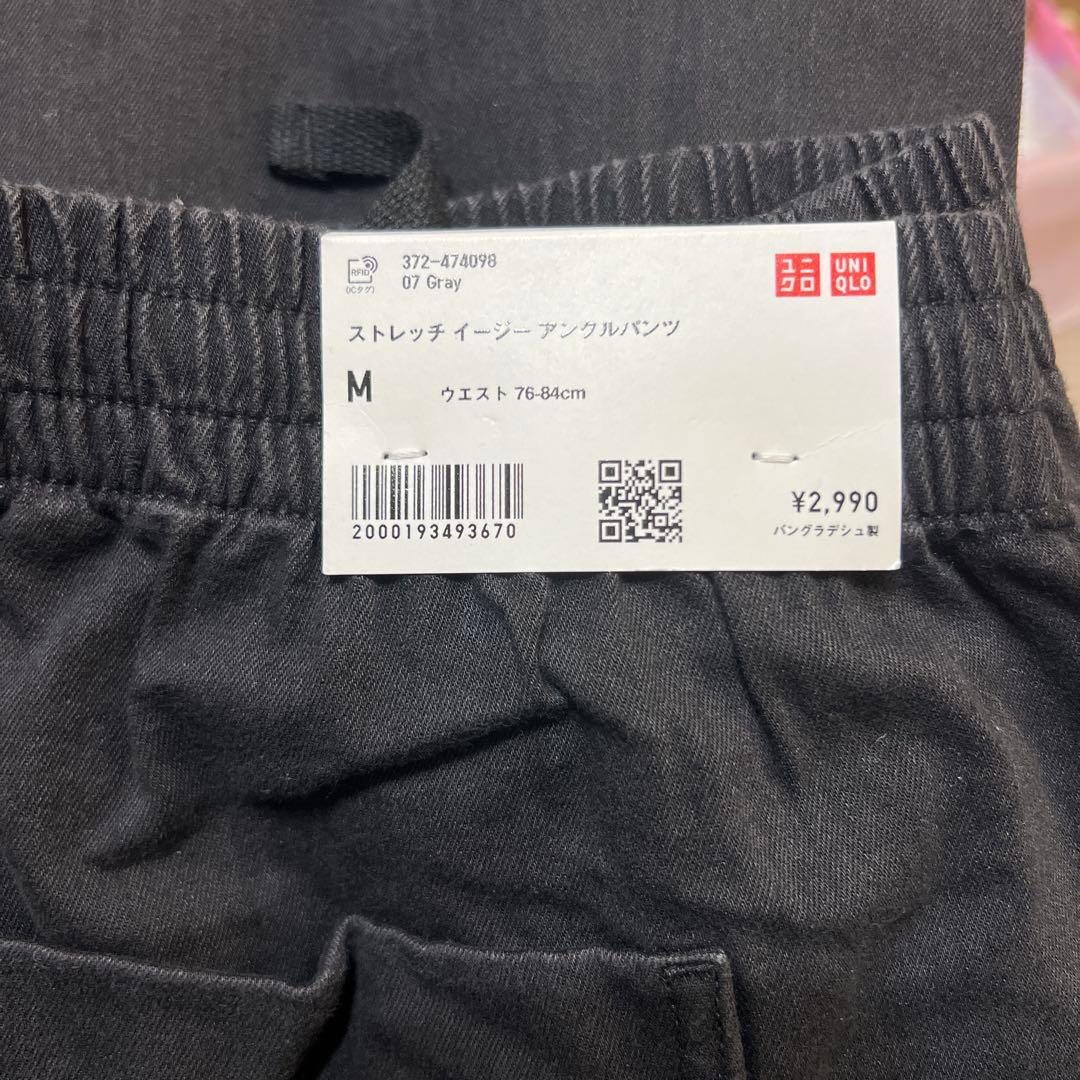 RFID
(ICタグ)
372-474098
07 Gray
ユニ
クロ
UNI
QLO
ストレッチ イージー アンクルパンツ
M ウエスト 76-84cm
2000193493670
¥2,990
バングラデシュ製